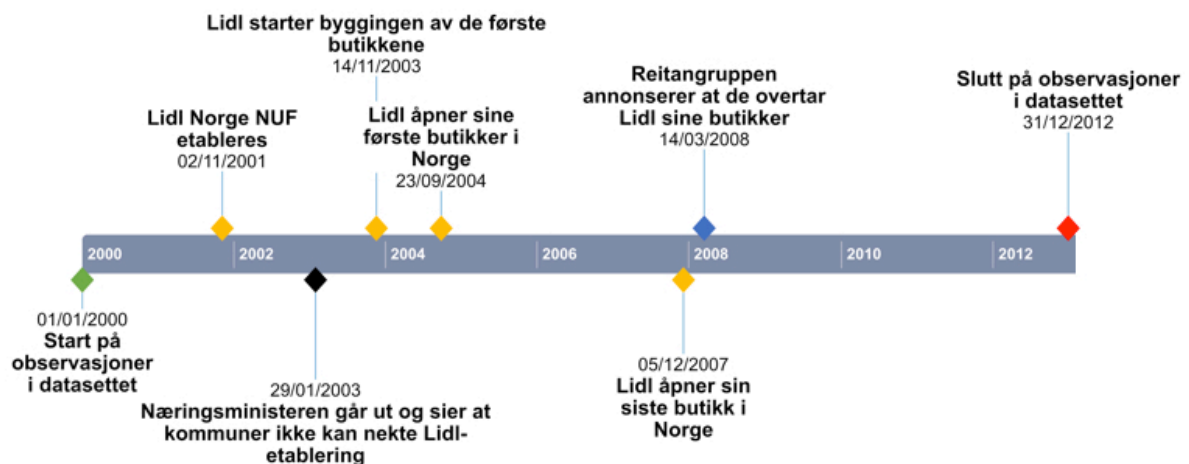 Lidl starter byggingen av de første
butikkene
14/11/2003
Lidl Norge NUF
etableres
02/11/2001
Lidl åpner sine
første butikker i
Norge
23/09/2004
Reitangruppen
annonserer at de overtar
Lidl sine butikker
14/03/2008
Slutt på observasjoner
i datasettet
31/12/2012
2000 2002 2004 2006 2008 2010 2012
01/01/2000
Start på
observasjoner
i datasettet
29/01/2003
Næringsministeren går ut og sier at
kommuner ikke kan nekte Lidl-
etablering
05/12/2007
Lidl åpner sin
siste butikk i
Norge